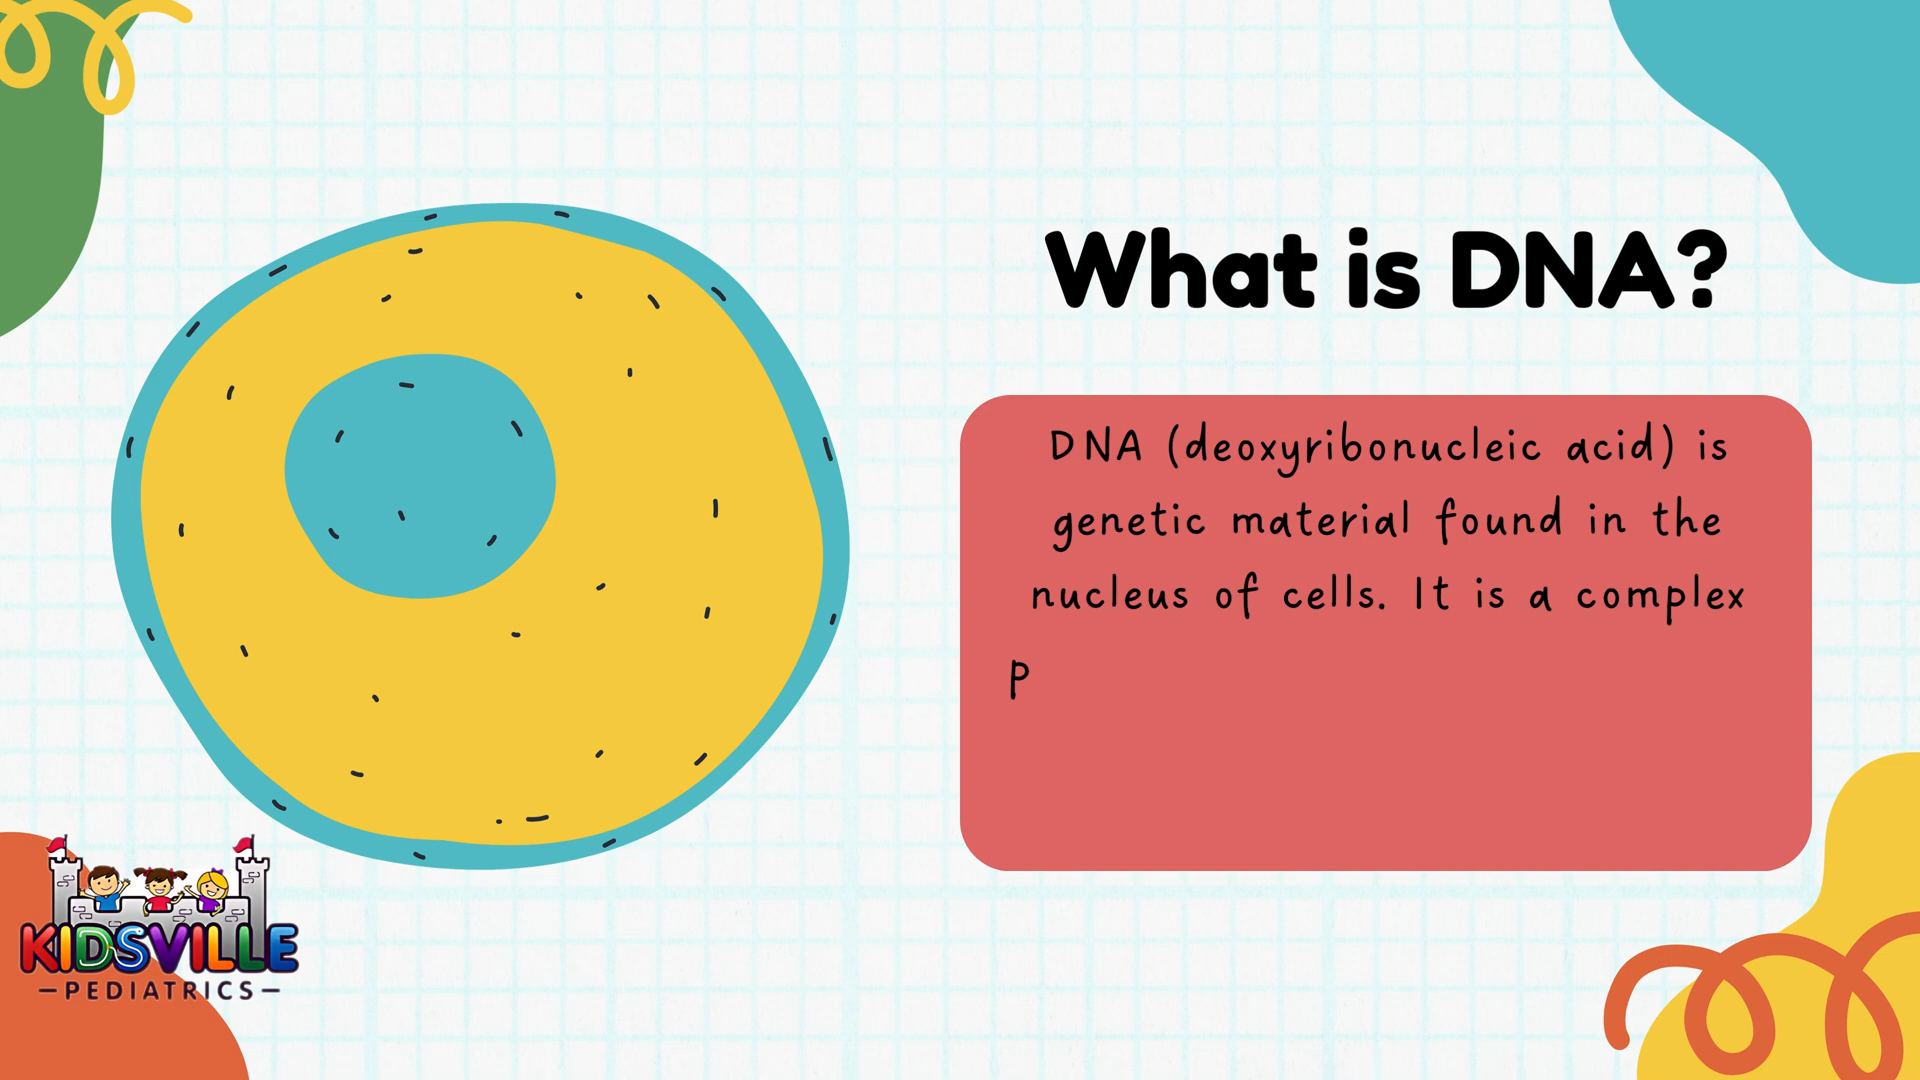 What is DNA?
DNA (deoxyribonucleic acid) is
genetic material found in the
nucleus of cells. It is a complex
p
KIDSVILLE
PEDIATRICS